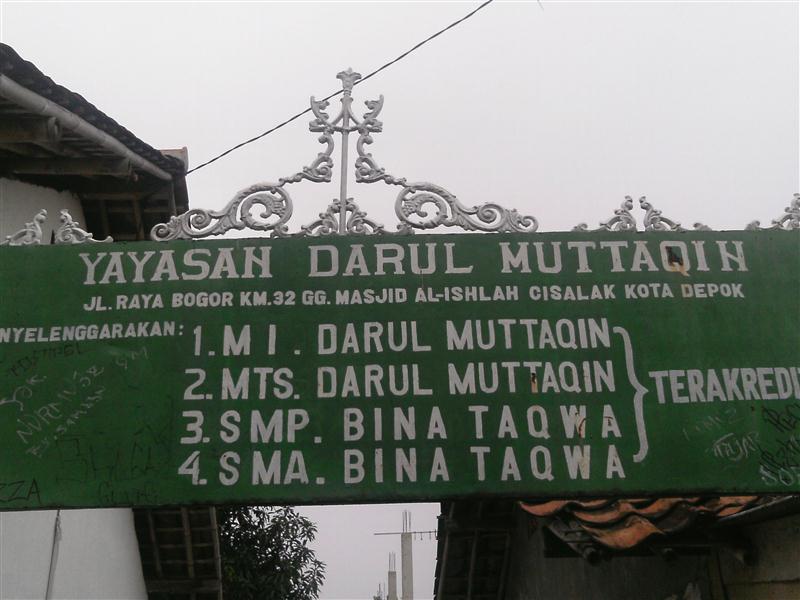 YAYASAN DARUL MUTTAQIN
JL. RAYA BOGOR KM.32 GG. MASJID AL-ISHLAH CISALAK KOTA DEPOK
NYELENGGARAKAN:
1. MI. DARUL MUTTAQIN
2. MTS. DARUL MUTTAQIN
3. SMP. BINA TAQWA
4. SMA. BINA TAQWA
TERAKREDI